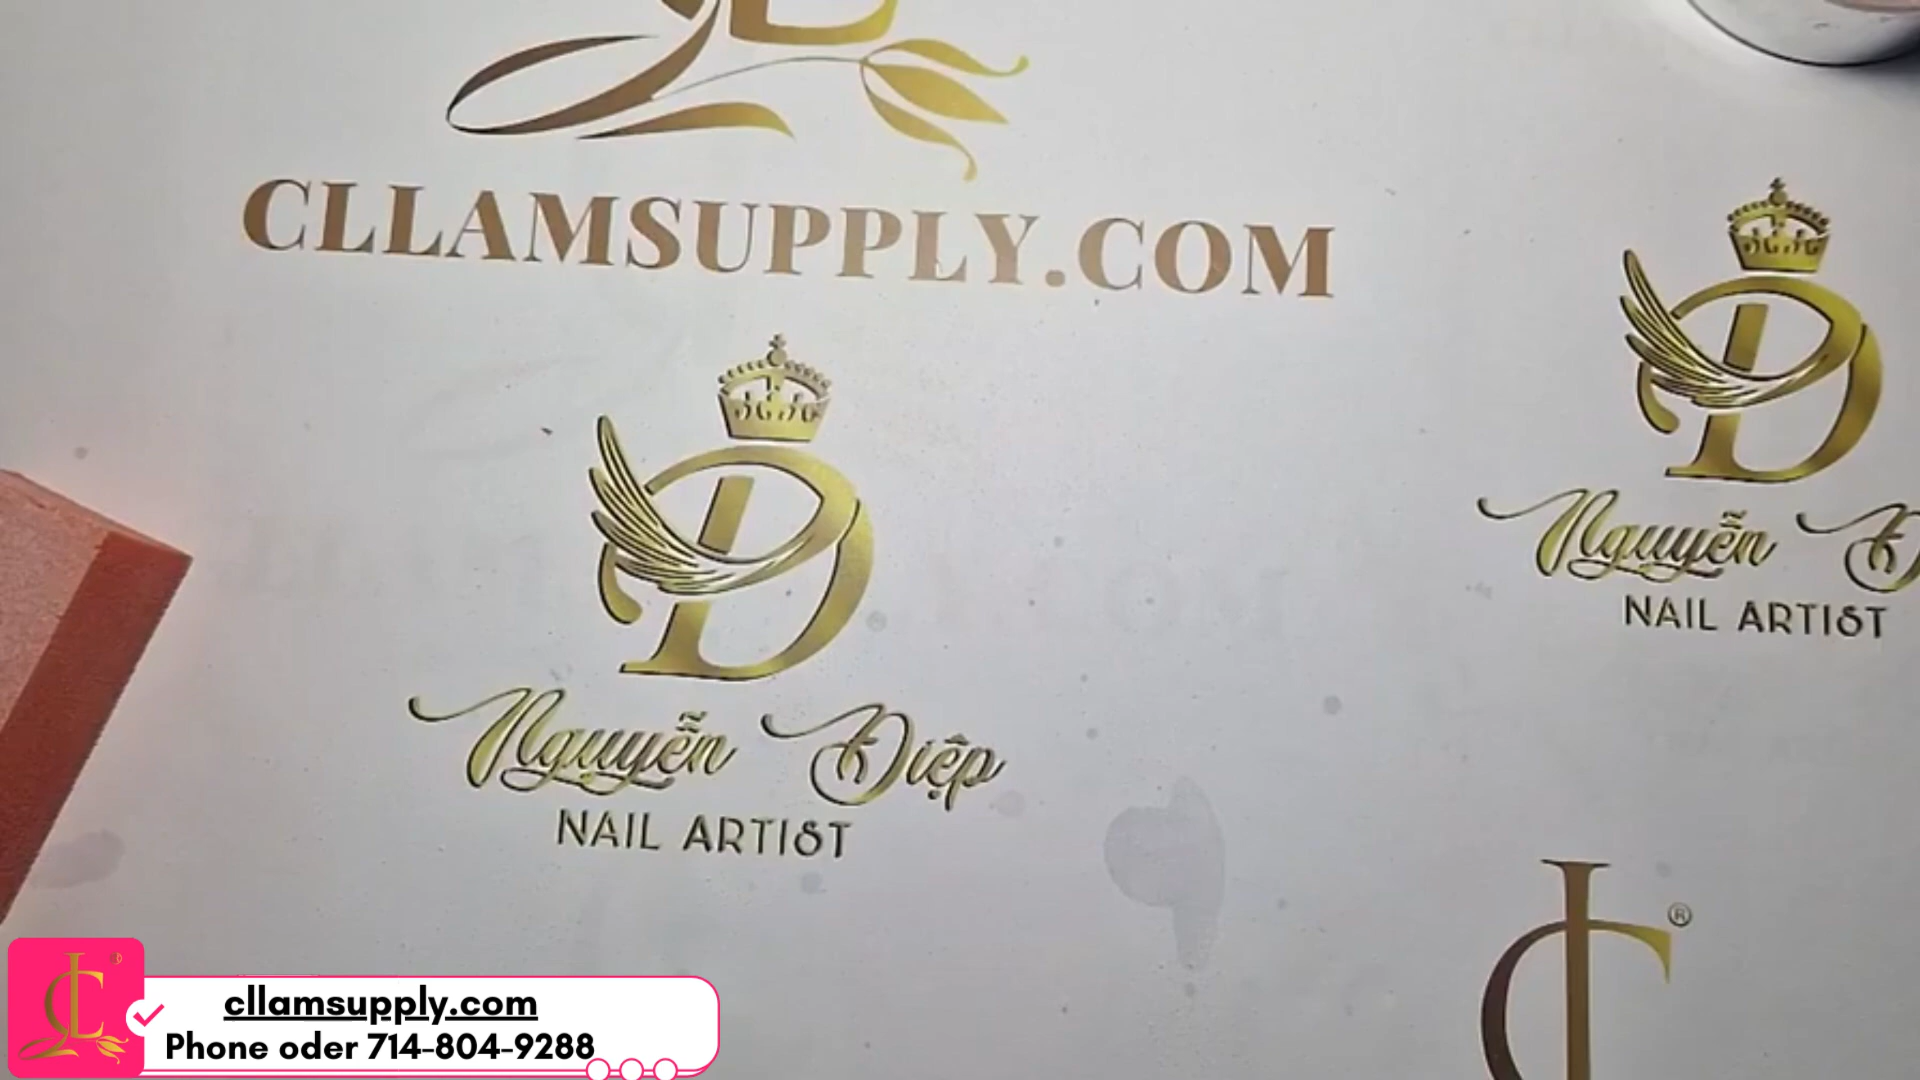 CLLAMSUPPLY.COM
D
Nguyễn Điệp
NAIL ARTIST
D
Nguyễn Đ
NAIL ARTIST
®
cllamsupply.com
Phone oder 714-804-9288